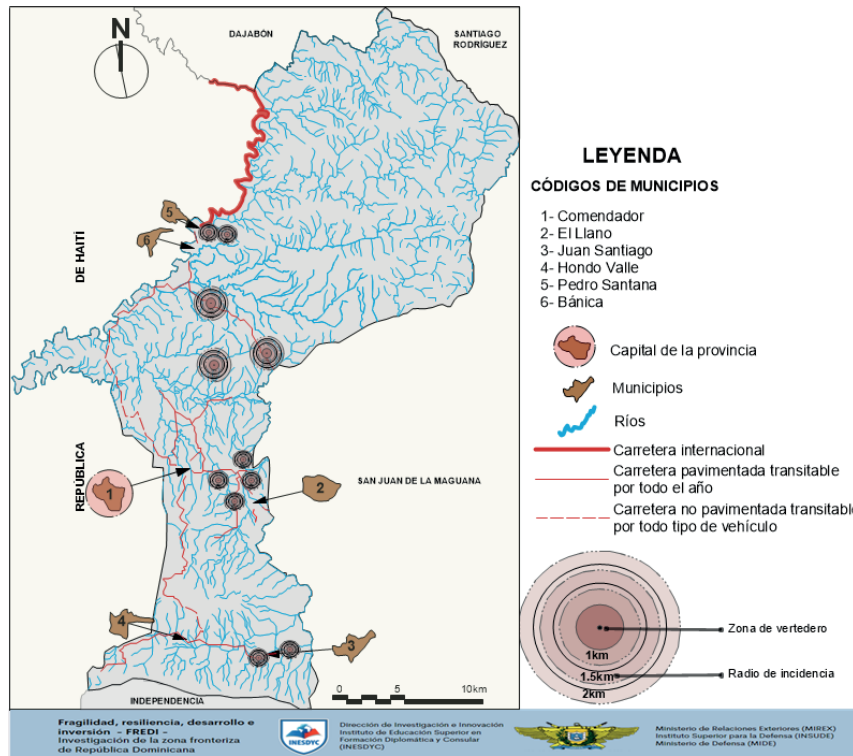 N
DAJABÓN
SANTIAGO
RODRÍGUEZ
5
6
DE HAITÍ
REPÚBLICA
1
2
SAN JUAN DE LA MAGUANA
4
3
INDEPENDENCIA
0
5
10km
LEYENDA
CÓDIGOS DE MUNICIPIOS
1- Comendador
2- El Llano
3- Juan Santiago
4- Hondo Valle
5- Pedro Santana
6- Bánica
Capital de la provincia
Municipios
Ríos
Carretera internacional
Carretera pavimentada transitable
por todo el año
Carretera no pavimentada transitable
por todo tipo de vehículo
Zona de vertedero
1km
1.5km
Radio de incidencia
2km
Fragilidad, resiliencia, desarrollo e
inversión - FREDI -
Investigación de la zona fronteriza
de República Dominicana
INESDYC
Dirección de Investigación e Innovación
Instituto de Educación Superior en
Formación Diplomática y Consular
(INESDYC)
Ministerio de Relaciones Exteriores (MIREX)
Instituto Superior para la Defensa (INSUDE)
Ministerio de Defensa (MIDE)